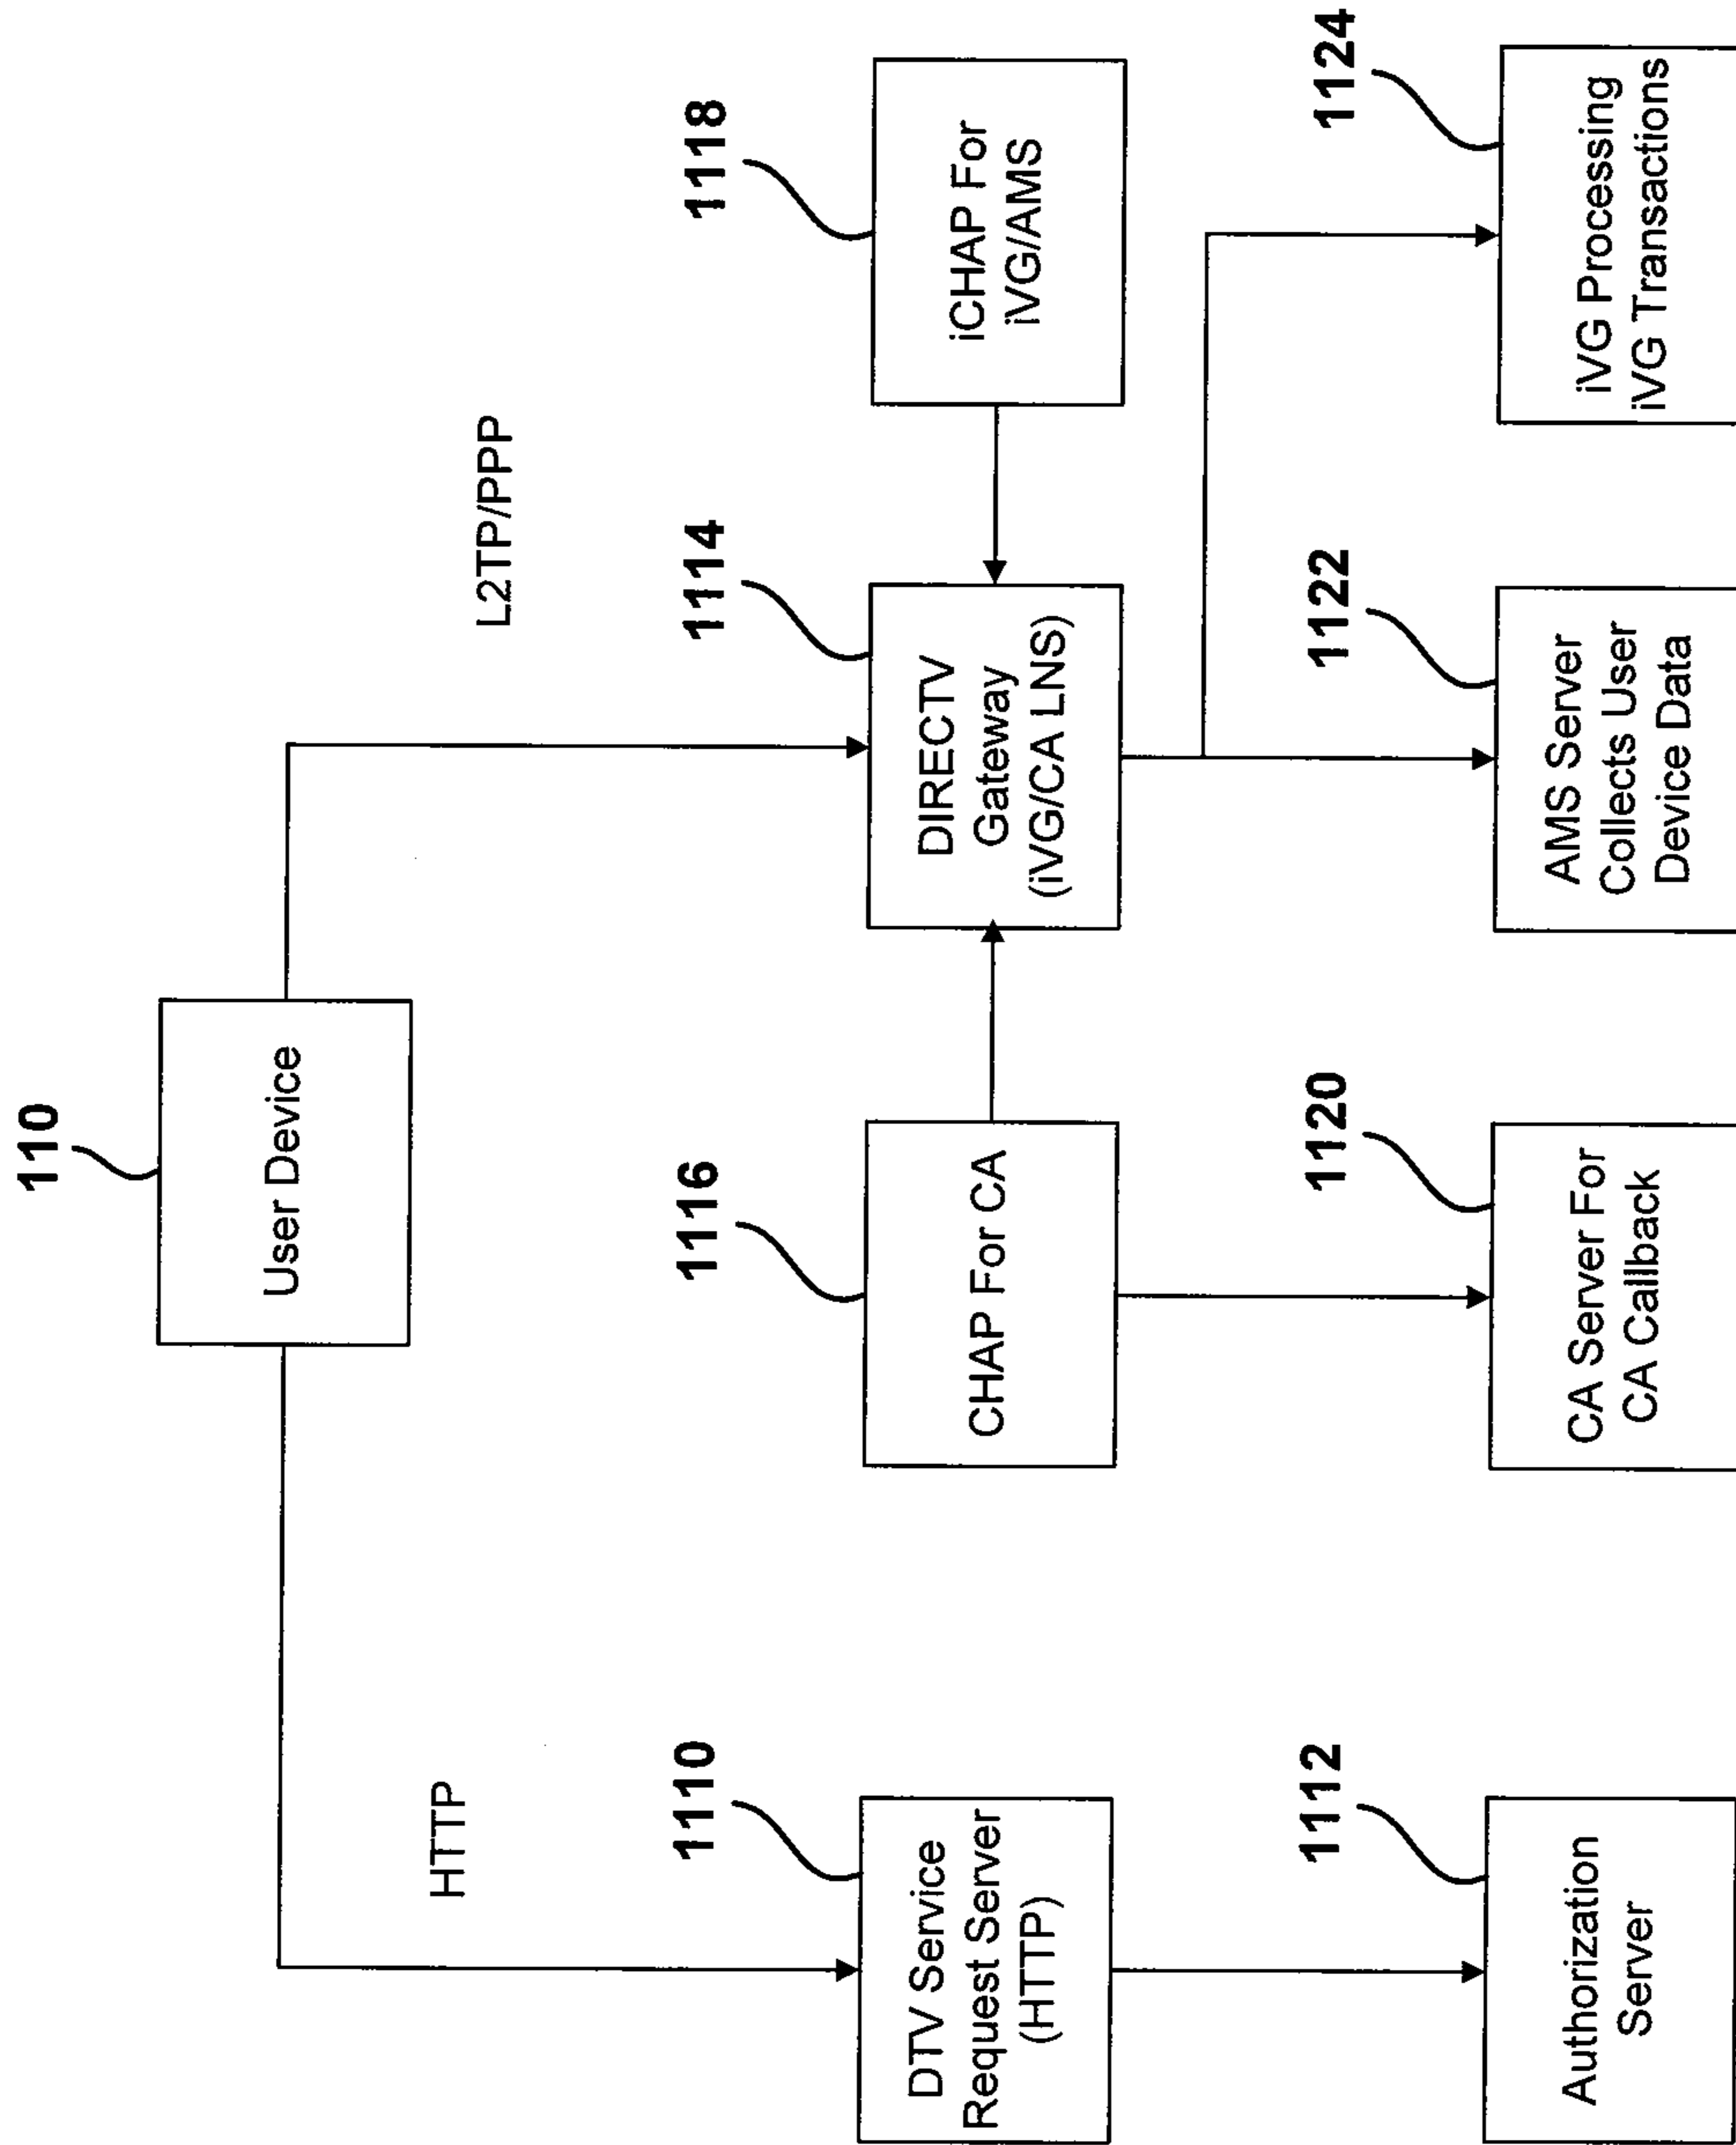 110
User Device
HTTP
L2TP/PPP
1110
DTV Service
Request Server
(HTTP)
1116
CHAP For CA
1114
DIRECTV
Gateway
(iVG/CA LNS)
1118
iCHAP For
iVG/AMS
1112
Authorization
Server
1120
CA Server For
CA Callback
1122
AMS Server
Collects User
Device Data
1124
iVG Processing
iVG Transactions